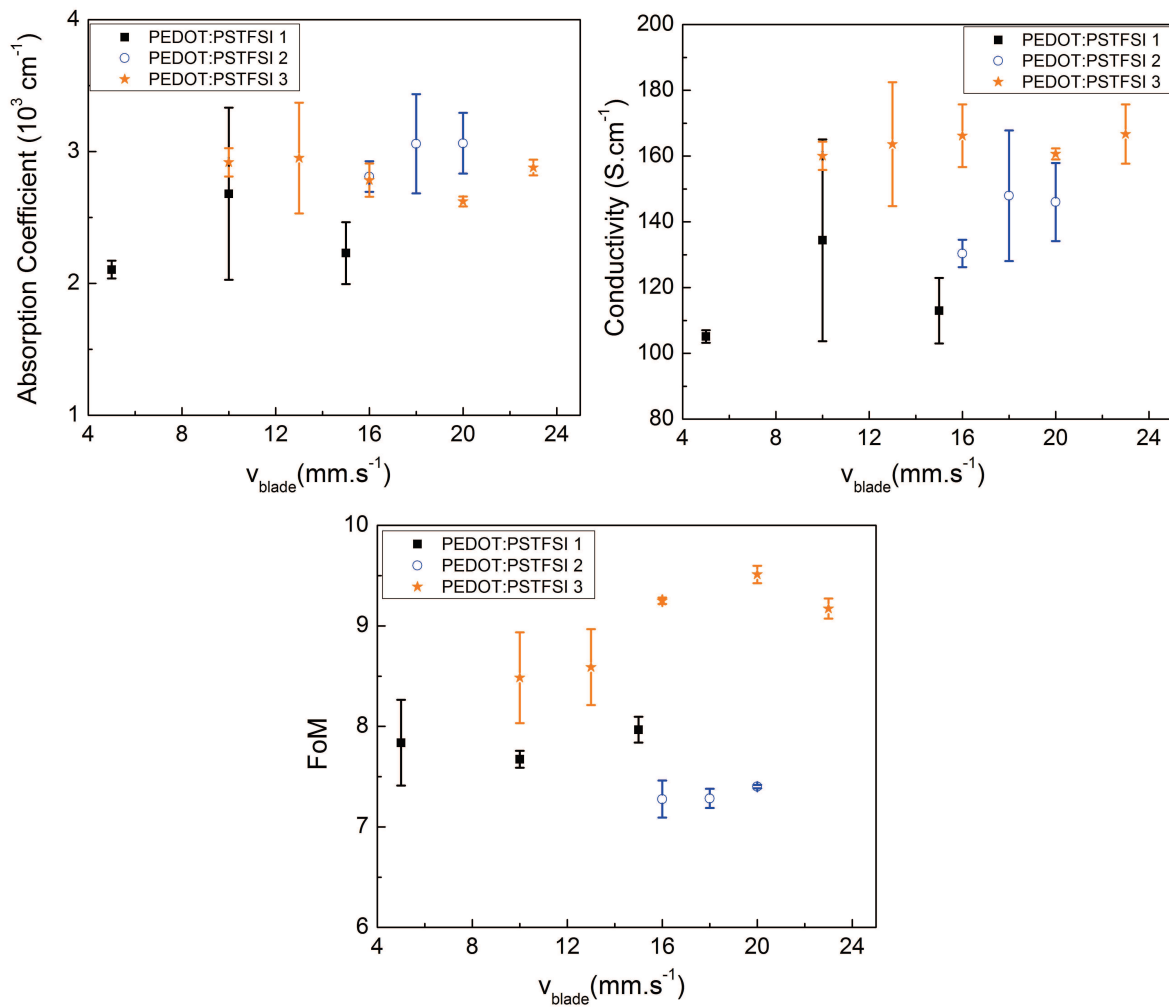 4
3
2
1
Absorption Coefficient (10³ cm⁻¹)
PEDOT:PSTFSI 1
PEDOT:PSTFSI 2
PEDOT:PSTFSI 3
4 8 12 16 20 24
v_blade(mm.s⁻¹)
200
180
160
140
120
100
80
Conductivity (S.cm⁻¹)
PEDOT:PSTFSI 1
PEDOT:PSTFSI 2
PEDOT:PSTFSI 3
4 8 12 16 20 24
v_blade(mm.s⁻¹)
10
9
8
7
6
FoM
PEDOT:PSTFSI 1
PEDOT:PSTFSI 2
PEDOT:PSTFSI 3
4 8 12 16 20 24
v_blade(mm.s⁻¹)